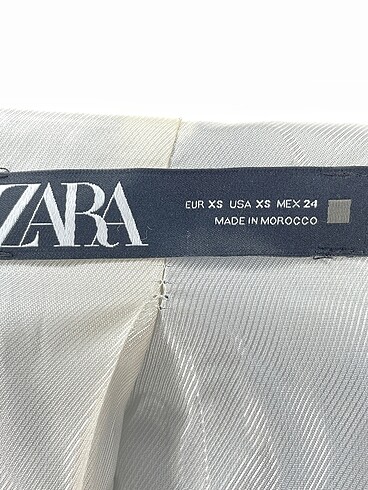 ZARA
EUR XS USA XS MEX 24
MADE IN MOROCCO